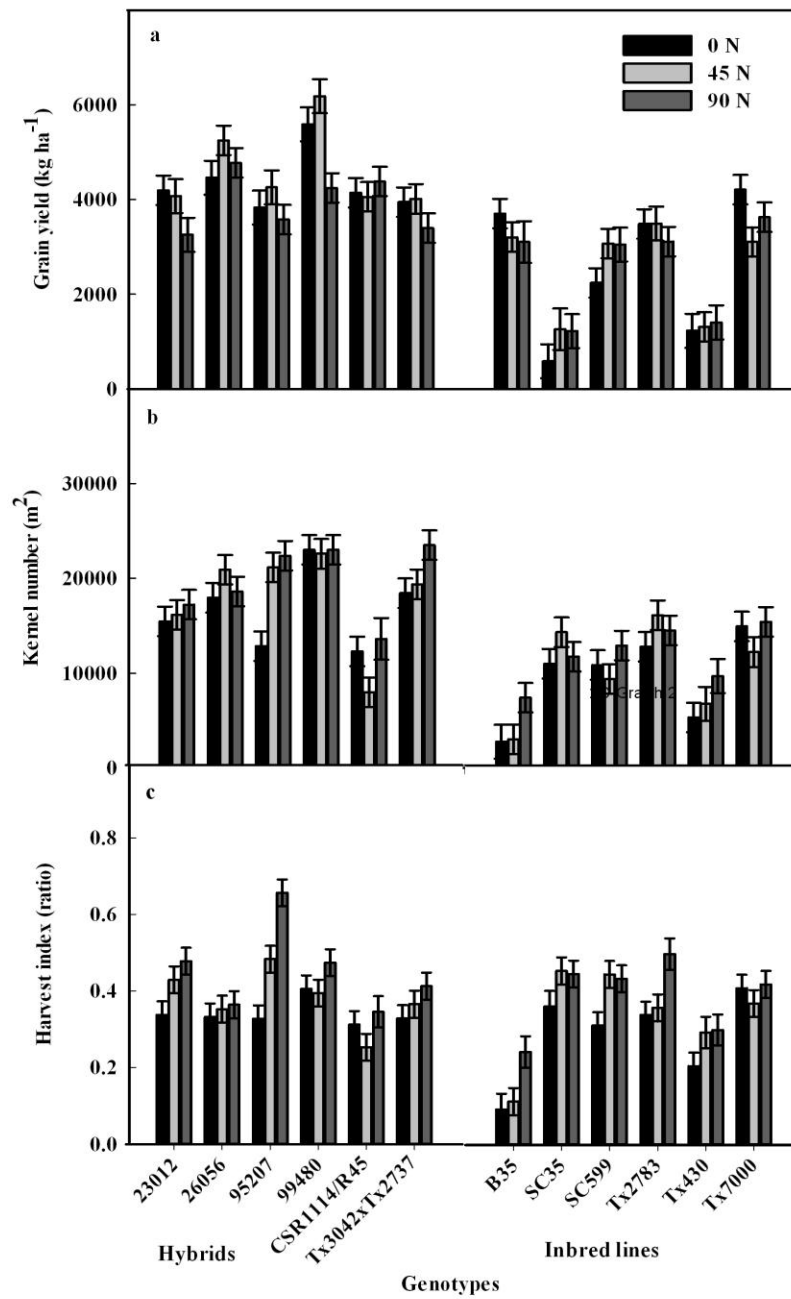 a
0 N
45 N
90 N
Grain yield (kg ha⁻¹)
6000
4000
2000
0
b
Kernel number (m²)
30000
20000
10000
0
Graph 2
c
Harvest index (ratio)
0.8
0.6
0.4
0.2
0.0
23012
26056
95207
99480
CSR1114/R45
Tx3042xTx2737
B35
SC35
SC599
Tx2783
Tx430
Tx7000
Hybrids
Inbred lines
Genotypes